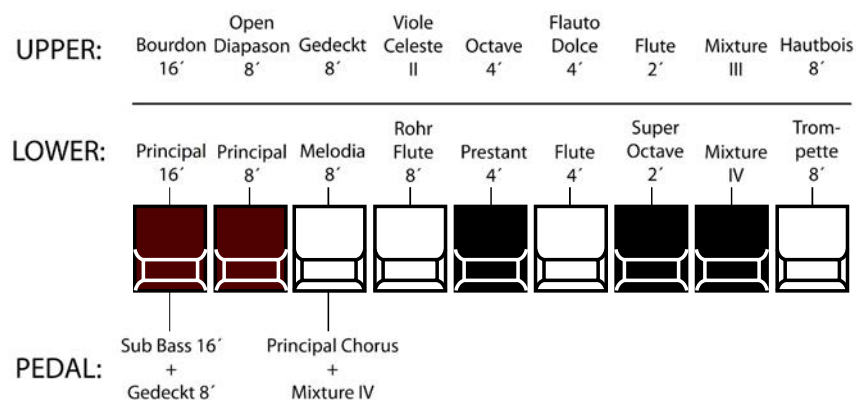 UPPER: Bourdon 16´ Open Diapason 8´ Gedeckt 8´ Viole Celeste II Octave 4´ Flauto Dolce 4´ Flute 2´ Mixture III Hautbois 8´
LOWER: Principal 16´ Principal 8´ Melodia 8´ Rohr Flute 8´ Prestant 4´ Flute 4´ Super Octave 2´ Mixture IV Trom- pette 8´
PEDAL: Sub Bass 16´ + Gedeckt 8´ Principal Chorus + Mixture IV